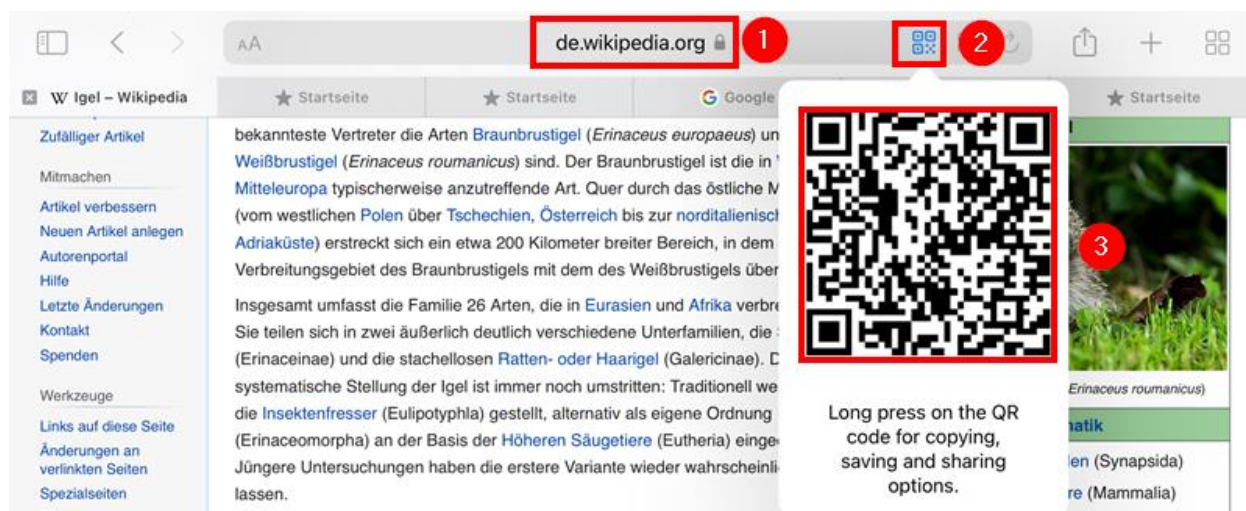 AA
de.wikipedia.org
1
2
W Igel – Wikipedia
Startseite
Startseite
G Google
Startseite
Zufälliger Artikel
Mitmachen
Artikel verbessern
Neuen Artikel anlegen
Autorenportal
Hilfe
Letzte Änderungen
Kontakt
Spenden
Werkzeuge
Links auf diese Seite
Änderungen an
verlinkten Seiten
Spezialseiten
bekannteste Vertreter die Arten Braunbrustigel (Erinaceus europaeus) un
Weißbrustigel (Erinaceus roumanicus) sind. Der Braunbrustigel ist die in
Mitteleuropa typischerweise anzutreffende Art. Quer durch das östliche M
(vom westlichen Polen über Tschechien, Österreich bis zur norditalienisch
Adriaküste) erstreckt sich ein etwa 200 Kilometer breiter Bereich, in dem
Verbreitungsgebiet des Braunbrustigels mit dem des Weißbrustigels über
Insgesamt umfasst die Familie 26 Arten, die in Eurasien und Afrika verbre
Sie teilen sich in zwei äußerlich deutlich verschiedene Unterfamilien, die
(Erinaceinae) und die stachellosen Ratten- oder Haarigel (Galericinae). D
systematische Stellung der Igel ist immer noch umstritten: Traditionell we
die Insektenfresser (Eulipotyphla) gestellt, alternativ als eigene Ordnung
(Erinaceomorpha) an der Basis der Höheren Säugetiere (Eutheria) einge
Jüngere Untersuchungen haben die erstere Variante wieder wahrscheinli
lassen.
3
Long press on the QR
code for copying,
saving and sharing
options.
Erinaceus roumanicus)
matik
len (Synapsida)
re (Mammalia)